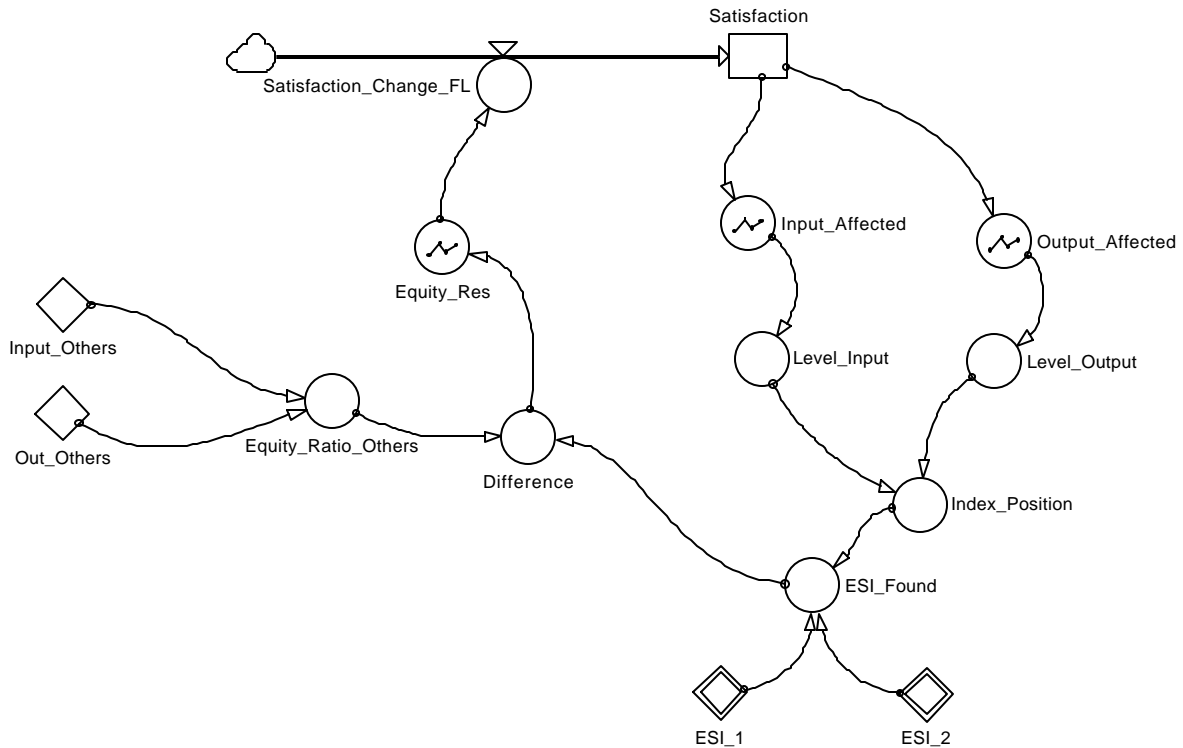 Satisfaction
Satisfaction_Change_FL
Input_Affected
Output_Affected
Equity_Res
Input_Others
Level_Input
Level_Output
Equity_Ratio_Others
Out_Others
Difference
Index_Position
ESI_Found
ESI_1
ESI_2